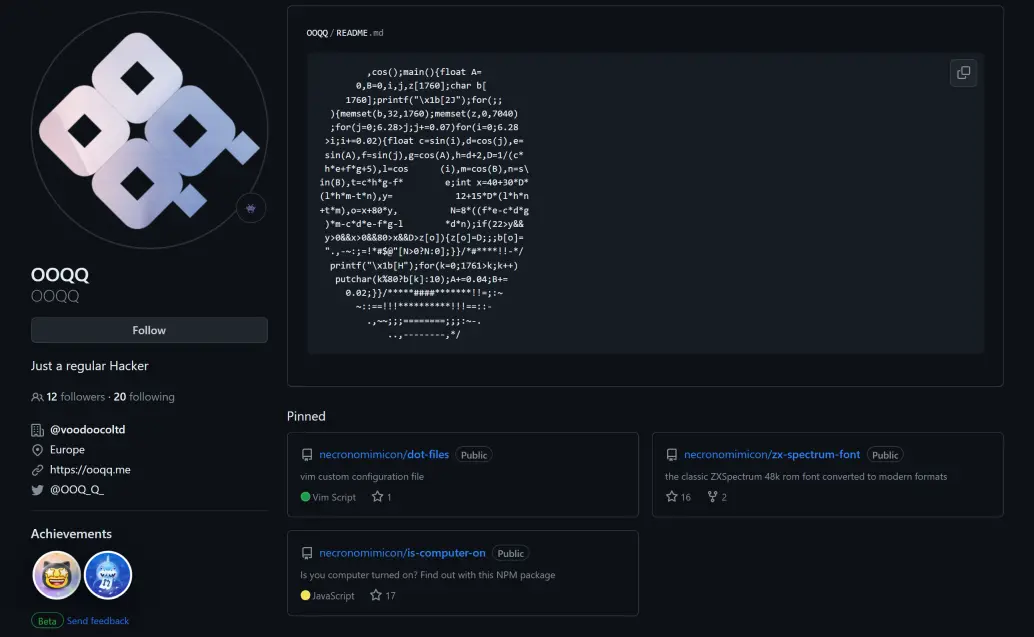 OOQQ
OOQQ
Follow
Just a regular Hacker
12 followers · 20 following
@voodoocoltd
Europe
https://ooqq.me
@OOQ_Q_
Achievements
Beta Send feedback
OOQQ / README.md
,cos();main(){float A=
0,B=0,i,j,z[1760];char b[
1760];printf("\x1b[2J");for(;;
){memset(b,32,1760);memset(z,0,7040)
;for(j=0;6.28>j;j+=0.07)for(i=0;6.28
>i;i+=0.02){float c=sin(i),d=cos(j),e=
sin(A),f=sin(j),g=cos(A),h=d+2,D=1/(c*
h*e+f*g+5),l=cos      (i),m=cos(B),n=s\
in(B),t=c*h*g-f*        e;int x=40+30*D*
(l*h*m-t*n),y=            12+15*D*(l*h*n
+t*m),o=x+80*y,          N=8*((f*e-c*d*g
)*m-c*d*e-f*g-l        *d*n);if(22>y&&
y>0&&x>0&&80>x&&D>z[o]){z[o]=D;;;b[o]=
".,-~:;=!*#$@"[N>0?N:0];}}/*#****!!-*/
printf("\x1b[H");for(k=0;1761>k;k++)
putchar(k%80?b[k]:10);A+=0.04;B+=
0.02;}}/*****####*******!!=;:~
~::==!!!**********!!!==::-
.,~~;;;========;;;:~-.
..,--------,*/
Pinned
necronomimicon/dot-files Public
vim custom configuration file
Vim Script 1
necronomimicon/zx-spectrum-font Public
the classic ZXSpectrum 48k rom font converted to modern formats
16 2
necronomimicon/is-computer-on Public
Is you computer turned on? Find out with this NPM package
JavaScript 17